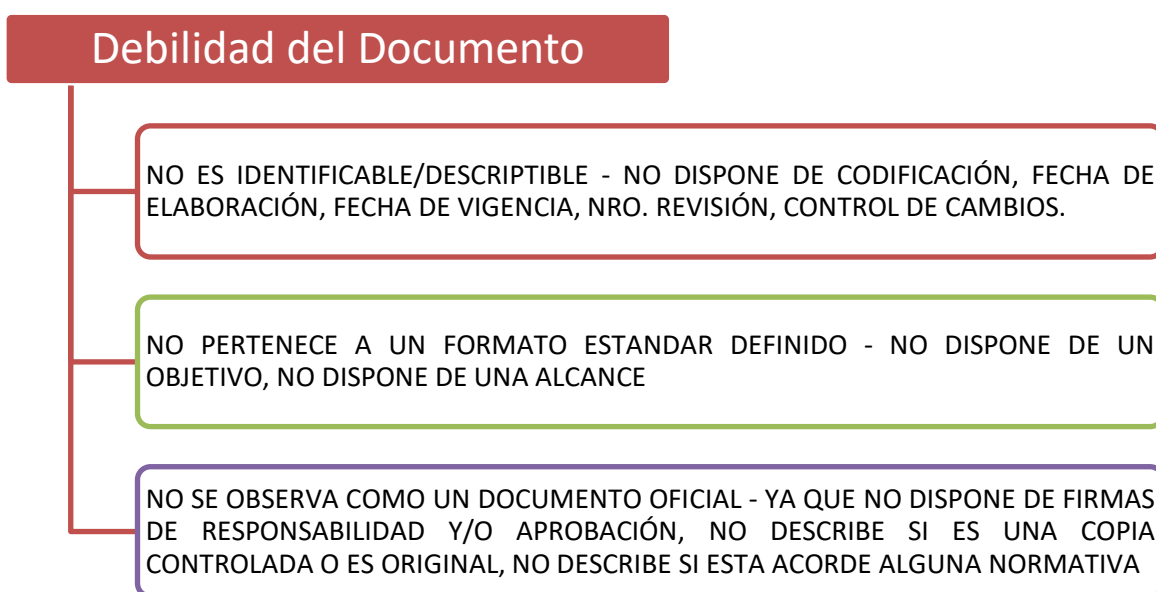 Debilidad del Documento
NO ES IDENTIFICABLE/DESCRIPTIBLE - NO DISPONE DE CODIFICACIÓN, FECHA DE
ELABORACIÓN, FECHA DE VIGENCIA, NRO. REVISIÓN, CONTROL DE CAMBIOS.
NO PERTENECE A UN FORMATO ESTANDAR DEFINIDO - NO DISPONE DE UN
OBJETIVO, NO DISPONE DE UNA ALCANCE
NO SE OBSERVA COMO UN DOCUMENTO OFICIAL - YA QUE NO DISPONE DE FIRMAS
DE RESPONSABILIDAD Y/O APROBACIÓN, NO DESCRIBE SI ES UNA COPIA
CONTROLADA O ES ORIGINAL, NO DESCRIBE SI ESTA ACORDE ALGUNA NORMATIVA